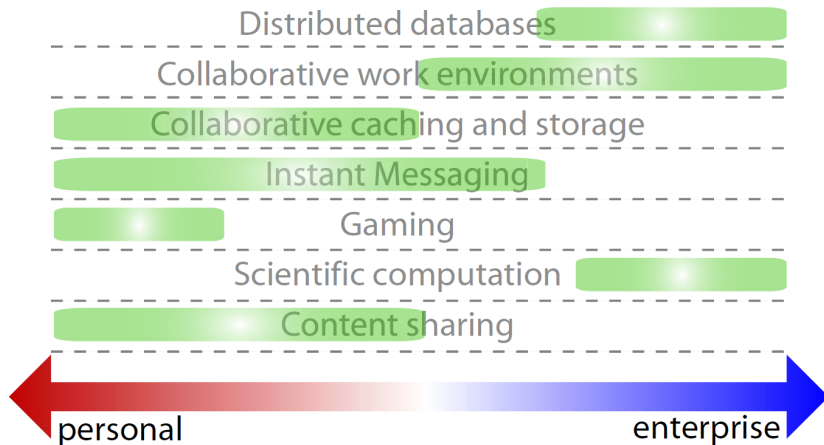 Distributed databases
Collaborative work environments
Collaborative caching and storage
Instant Messaging
Gaming
Scientific computation
Content sharing
personal
enterprise